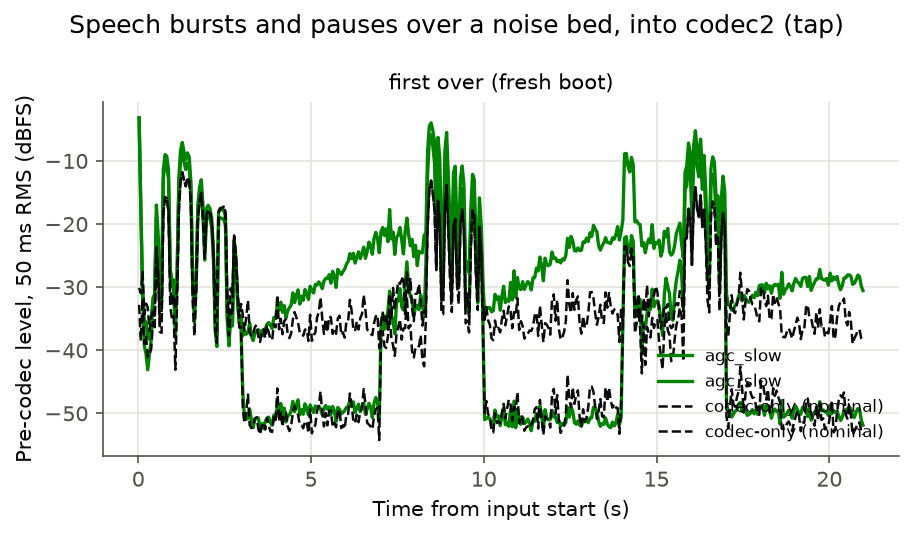 Speech bursts and pauses over a noise bed, into codec2 (tap)
first over (fresh boot)
Pre-codec level, 50 ms RMS (dBFS)
−10
−20
−30
−40
−50
agc_slow
agc_slow
codec-only (nominal)
codec-only (nominal)
0
5
10
15
20
Time from input start (s)